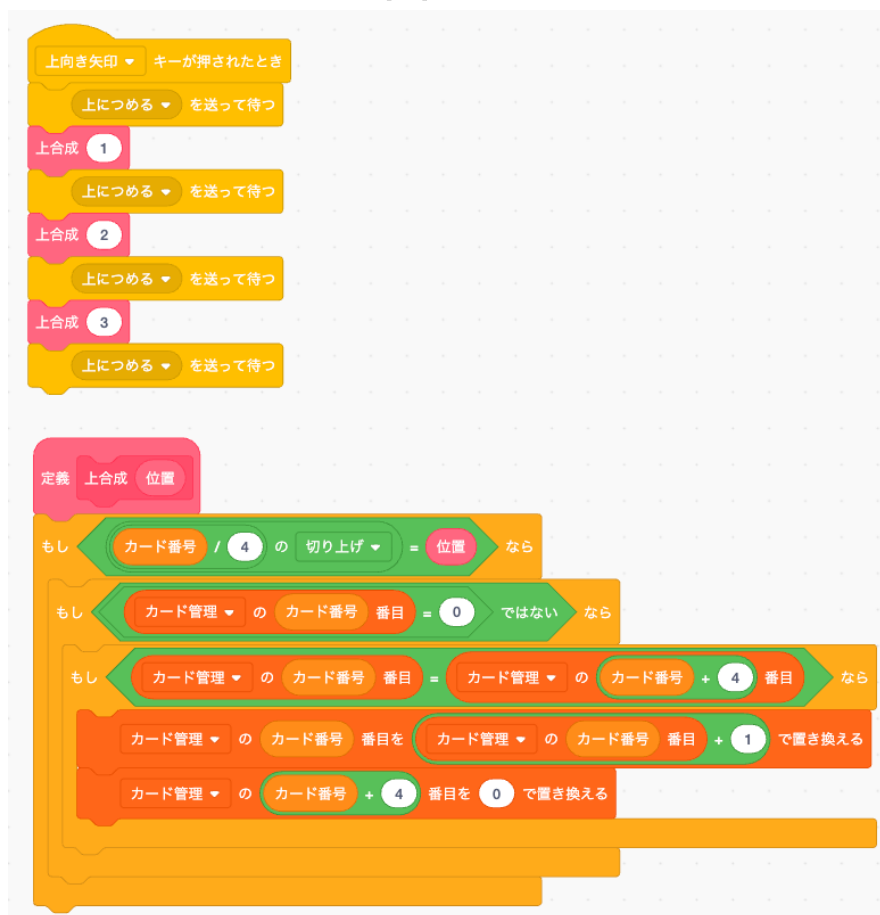 上向き矢印 キーが押されたとき
上につめる を送って待つ
上合成 1
上につめる を送って待つ
上合成 2
上につめる を送って待つ
上合成 3
上につめる を送って待つ
定義 上合成 位置
もし カード番号 / 4 の 切り上げ = 位置 なら
もし カード管理 の カード番号 番目 = 0 ではない なら
もし カード管理 の カード番号 番目 = カード管理 の カード番号 + 4 番目 なら
カード管理 の カード番号 番目を カード管理 の カード番号 番目 + 1 で置き換える
カード管理 の カード番号 + 4 番目を 0 で置き換える